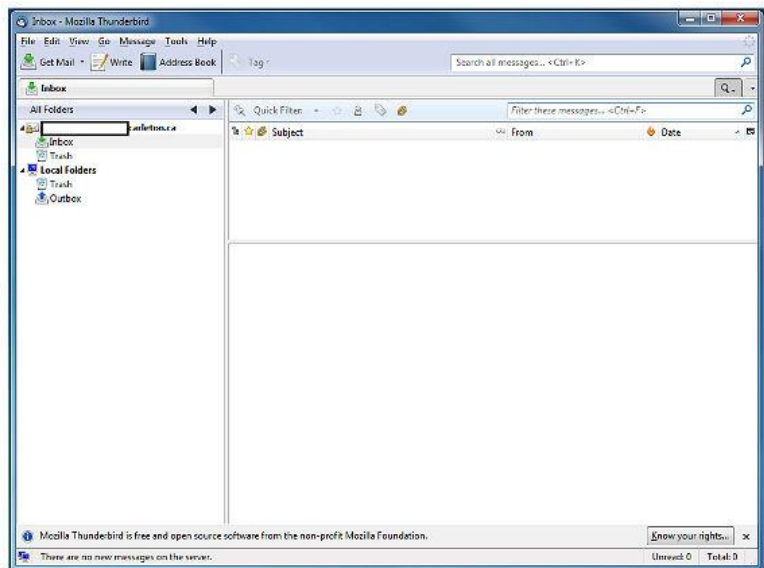 Inbox - Mozilla Thunderbird
File Edit View Go Message Tools Help
Get Mail Write Address Book Tag Search all messages... <Ctrl+K>
Inbox
All Folders Quick Filter: Filter these messages... <Ctrl+F>
carleton.ca Subject From Date
Inbox
Trash
Local Folders
Trash
Outbox
Mozilla Thunderbird is free and open source software from the non-profit Mozilla Foundation. Know your rights...
There are no new messages on the server. Unread: 0 Total: 0